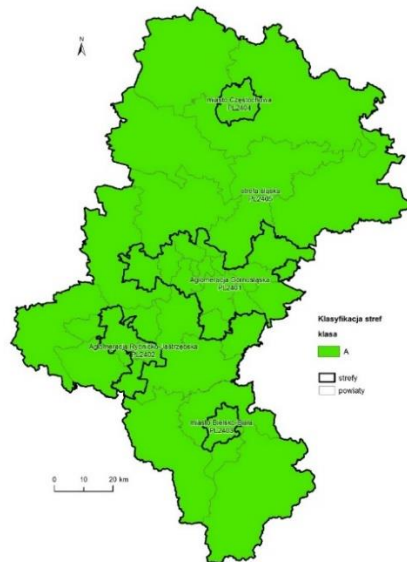 N
miasto Częstochowa
PL2404
strefa śląska
PL2405
Aglomeracja Górnośląska
PL2401
Aglomeracja Rybnicko-Jastrzębska
PL2402
miasto Bielsko-Biała
PL2403
Klasyfikacja stref
klasa
A
strefy
powiaty
0 10 20 km